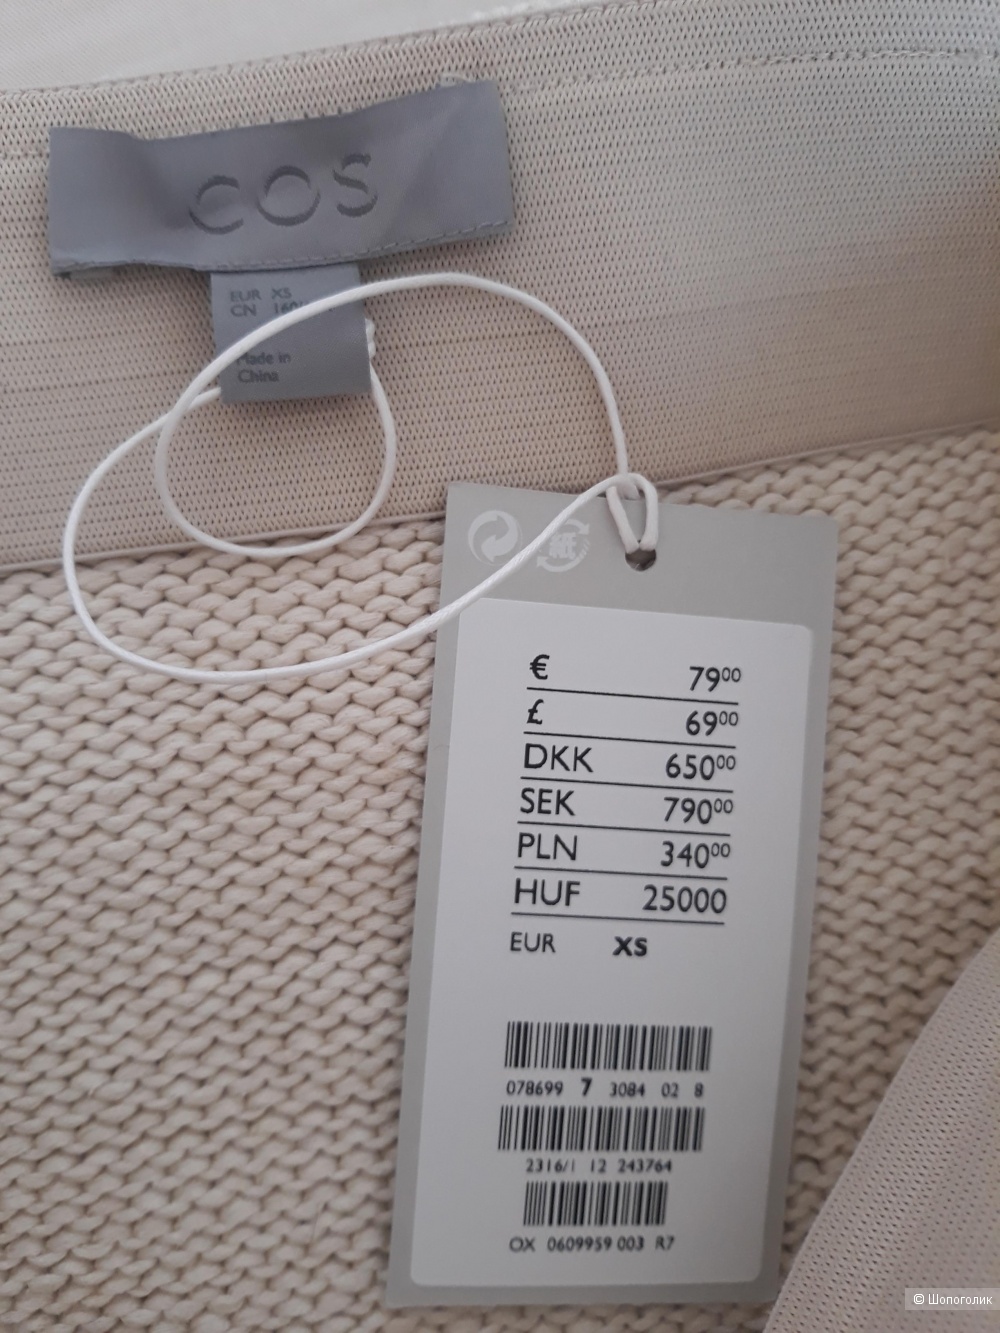 COS
EUR XS
CN
Made in
China
紙
€ 79⁰⁰
£ 69⁰⁰
DKK 650⁰⁰
SEK 790⁰⁰
PLN 340⁰⁰
HUF 25000
EUR XS
078699 7 3084 02 8
2316/1 12 243764
OX 0609959 003 R7
© Шопоголик